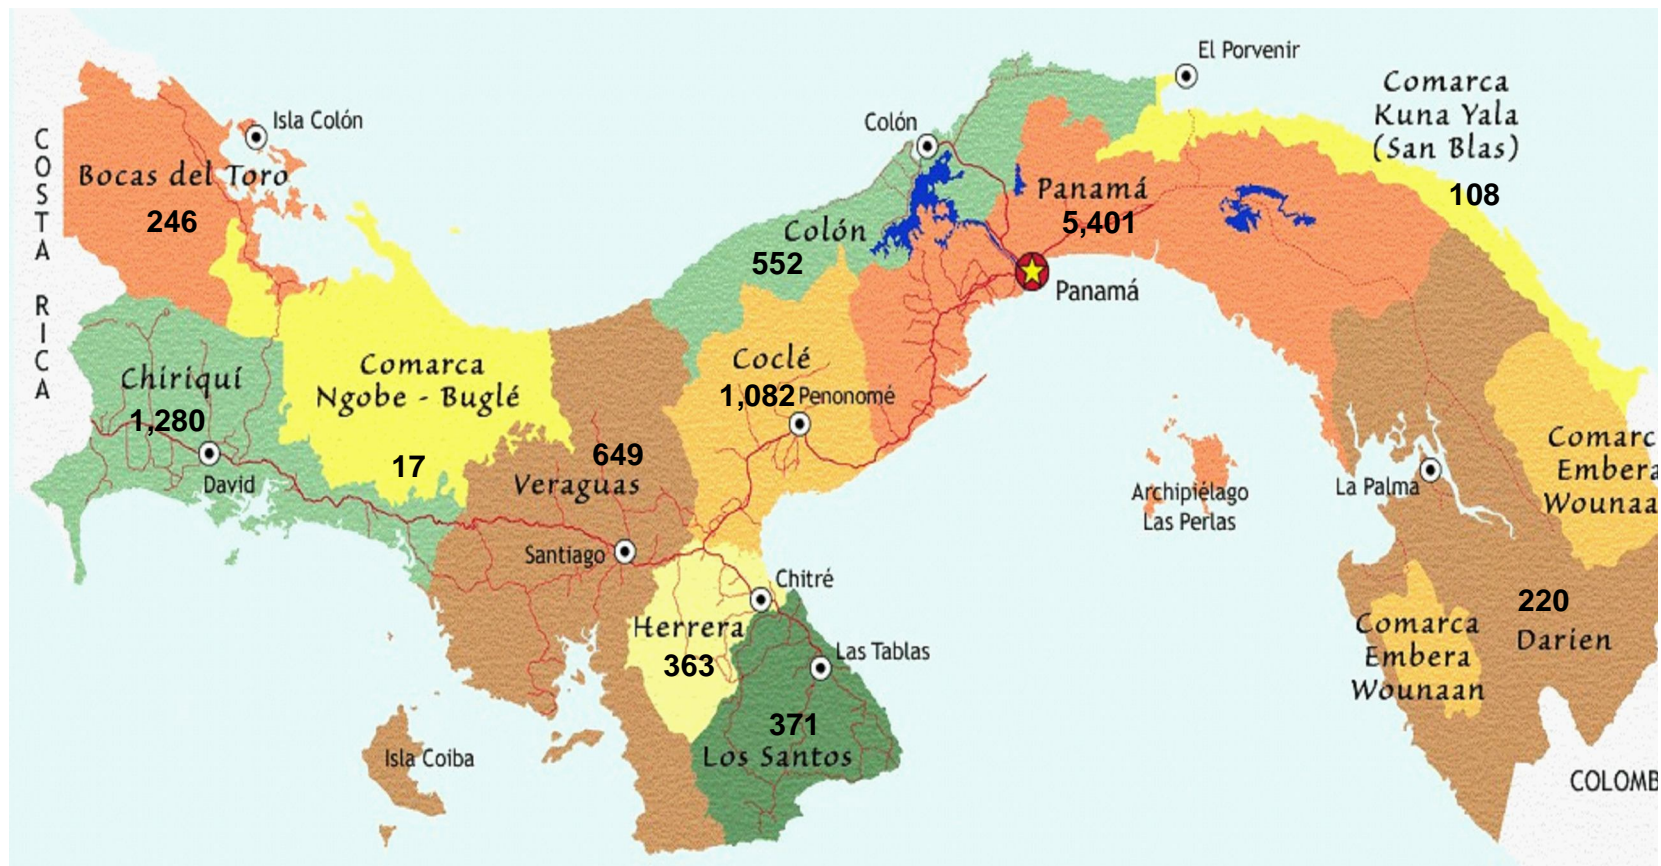 COSTA RICA
Isla Colón
Bocas del Toro
246
Chiriquí
1,280
David
Comarca
Ngobe - Buglé
17
Veraguas
649
Santiago
Isla Coiba
Colón
Colón
552
Coclé
1,082
Penonomé
Chitré
Herrera
363
Las Tablas
371
Los Santos
El Porvenir
Panamá
5,401
Panamá
Comarca
Kuna Yala
(San Blas)
108
Archipiélago
Las Perlas
La Palma
Comarc
Embera
Wounaa
220
Darien
Comarca
Embera
Wounaan
COLOMB